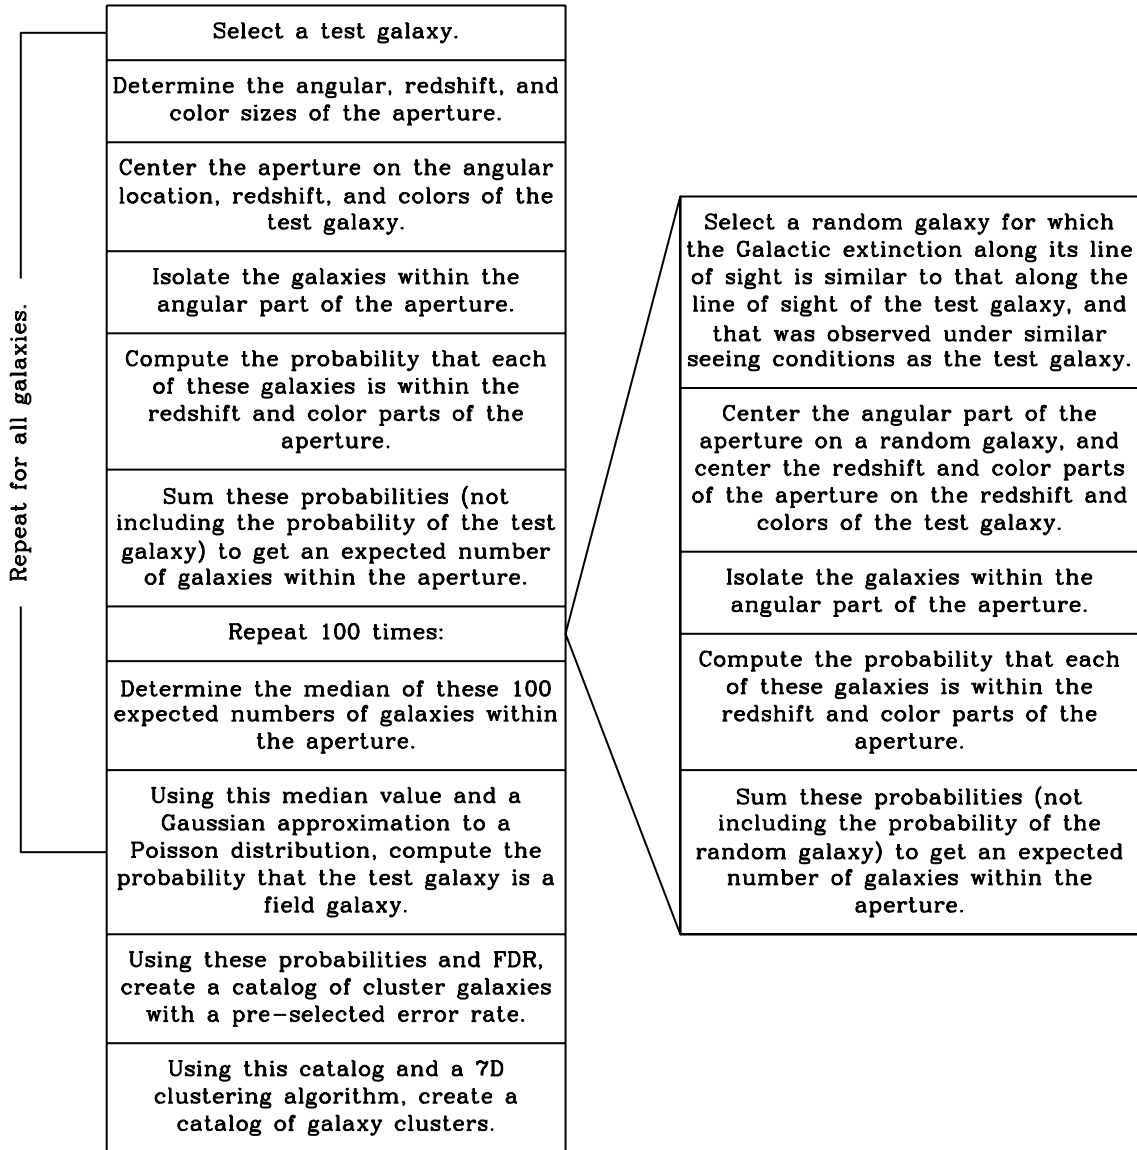 Repeat for all galaxies.
Select a test galaxy.
Determine the angular, redshift, and
color sizes of the aperture.
Center the aperture on the angular
location, redshift, and colors of the
test galaxy.
Isolate the galaxies within the
angular part of the aperture.
Compute the probability that each
of these galaxies is within the
redshift and color parts of the
aperture.
Sum these probabilities (not
including the probability of the test
galaxy) to get an expected number
of galaxies within the aperture.
Repeat 100 times:
Determine the median of these 100
expected numbers of galaxies within
the aperture.
Using this median value and a
Gaussian approximation to a
Poisson distribution, compute the
probability that the test galaxy is a
field galaxy.
Using these probabilities and FDR,
create a catalog of cluster galaxies
with a pre-selected error rate.
Using this catalog and a 7D
clustering algorithm, create a
catalog of galaxy clusters.
Select a random galaxy for which
the Galactic extinction along its line
of sight is similar to that along the
line of sight of the test galaxy, and
that was observed under similar
seeing conditions as the test galaxy.
Center the angular part of the
aperture on a random galaxy, and
center the redshift and color parts
of the aperture on the redshift and
colors of the test galaxy.
Isolate the galaxies within the
angular part of the aperture.
Compute the probability that each
of these galaxies is within the
redshift and color parts of the
aperture.
Sum these probabilities (not
including the probability of the
random galaxy) to get an expected
number of galaxies within the
aperture.